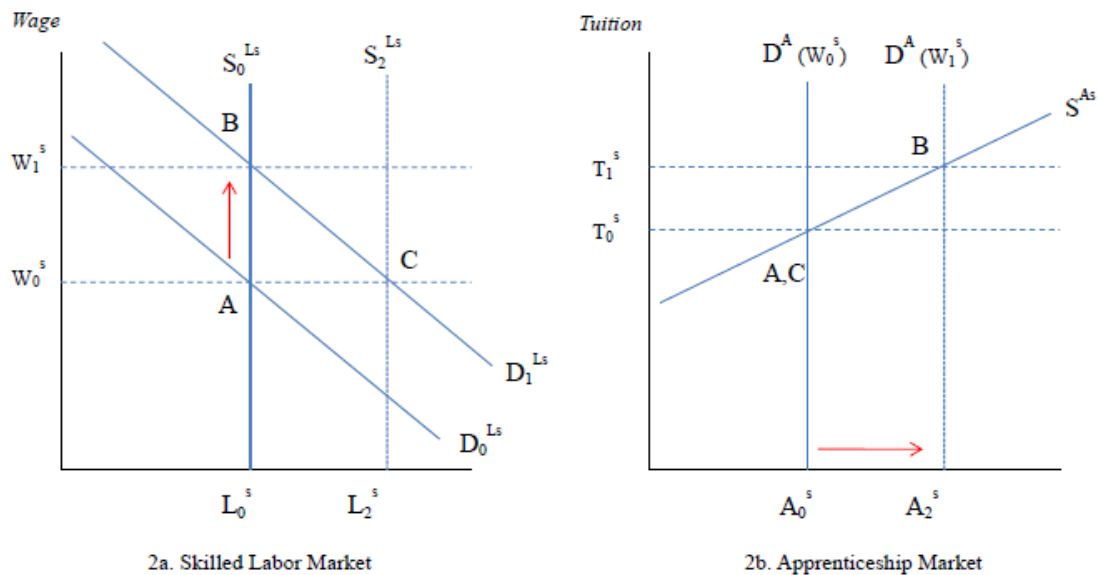 Wage
S₀ᴸˢ
S₂ᴸˢ
B
W₁ˢ
W₀ˢ
C
A
D₁ᴸˢ
D₀ᴸˢ
L₀ˢ
L₂ˢ
2a. Skilled Labor Market
Tuition
Dᴬ (W₀ˢ)
Dᴬ (W₁ˢ)
Sᴬˢ
B
T₁ˢ
T₀ˢ
A,C
A₀ˢ
A₂ˢ
2b. Apprenticeship Market